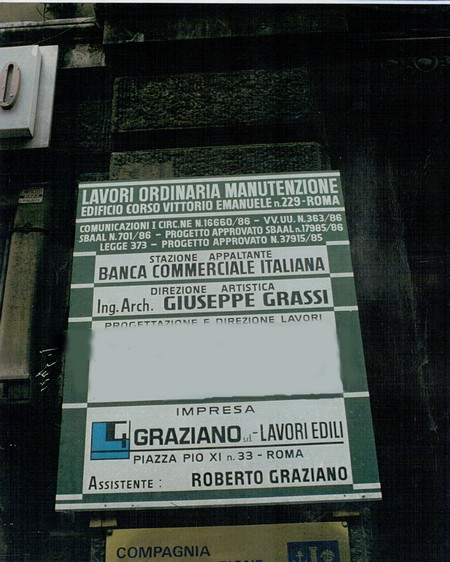 O
LAVORI ORDINARIA MANUTENZIONE
EDIFICIO CORSO VITTORIO EMANUELE n.229 - ROMA
COMUNICAZIONI I CIRC.NE N.16660/86 - VV.UU. N.363/86
SBAAL N.701/86 - PROGETTO APPROVATO SBAAL n.17985/86
LEGGE 373 - PROGETTO APPROVATO N.37915/85
STAZIONE APPALTANTE
BANCA COMMERCIALE ITALIANA
DIREZIONE ARTISTICA
Ing. Arch. GIUSEPPE GRASSI
PROGETTAZIONE E DIREZIONE LAVORI
IMPRESA
GRAZIANO srl - LAVORI EDILI
PIAZZA PIO XI n. 33 - ROMA
ASSISTENTE : ROBERTO GRAZIANO
COMPAGNIA